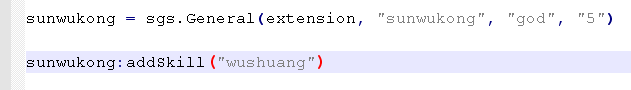 sunwukong = sgs.General(extension, "sunwukong", "god", "5")
sunwukong:addSkill("wushuang")